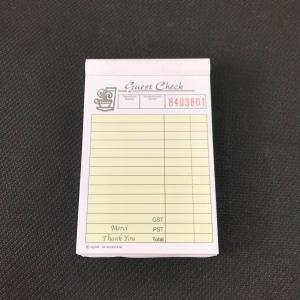 Guest Check
8403801
GST
Merci PST
Thank You Total